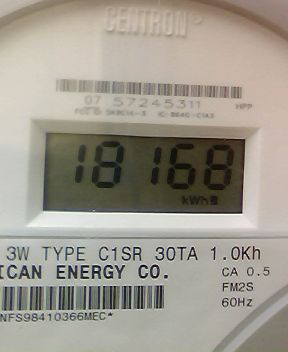 CENTRON®
07 57245311 HPP
18168
kWh
3W TYPE C1SR 30TA 1.0Kh
ICAN ENERGY CO. CA 0.5
FM2S
60Hz
NFS98410366MEC*